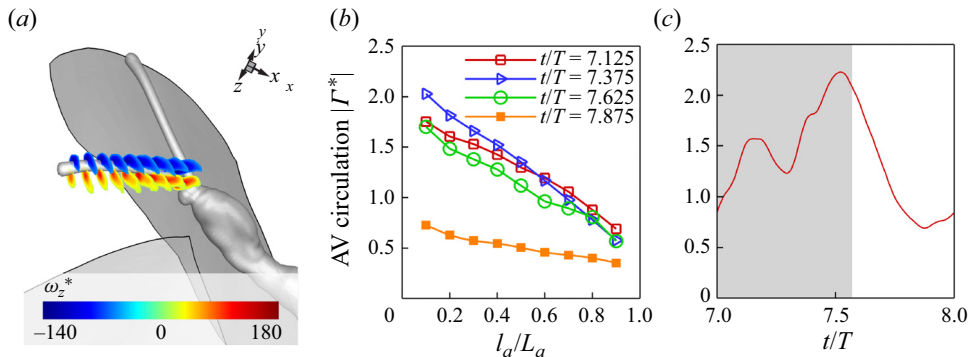 (a)
y
y
z
x
x
ω_z*
−140
0
180
(b)
AV circulation |Γ*|
2.5
2.0
1.5
1.0
0.5
0
0.2
0.4
0.6
0.8
1.0
l_a/L_a
t/T = 7.125
t/T = 7.375
t/T = 7.625
t/T = 7.875
(c)
2.5
2.0
1.5
1.0
0.5
0
7.0
7.5
8.0
t/T